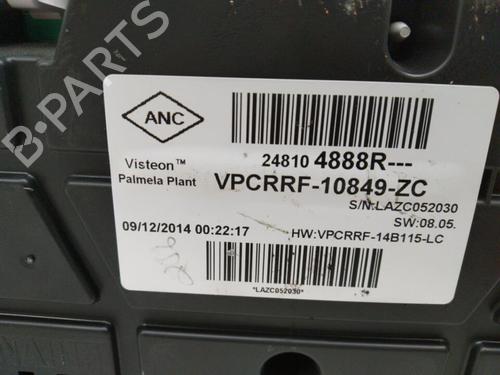 B-PARTS
ANC
Visteon™
Palmela Plant
24810 4888R---
VPCRRF-10849-ZC
S/N:LAZC052030
SW:08.05.
09/12/2014 00:22:17
HW:VPCRRF-14B115-LC
*LAZC052030*